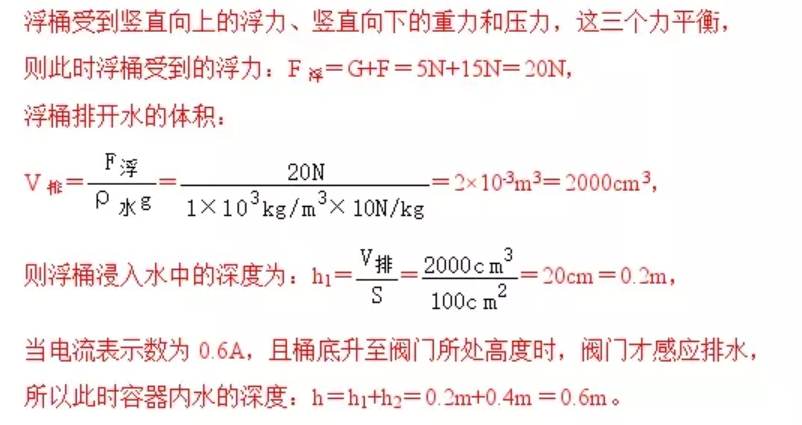 浮桶受到竖直向上的浮力、竖直向下的重力和压力，这三个力平衡，
则此时浮桶受到的浮力：F浮＝G+F＝5N+15N＝20N，
浮桶排开水的体积：
V排＝F浮/ρ水g＝20N/1×10³kg/m³×10N/kg＝2×10⁻³m³＝2000cm³，
则浮桶浸入水中的深度为：h₁＝V排/S＝2000cm³/100cm²＝20cm＝0.2m，
当电流表示数为 0.6A，且桶底升至阀门所处高度时，阀门才感应排水，
所以此时容器内水的深度：h＝h₁+h₂＝0.2m+0.4m＝0.6m。